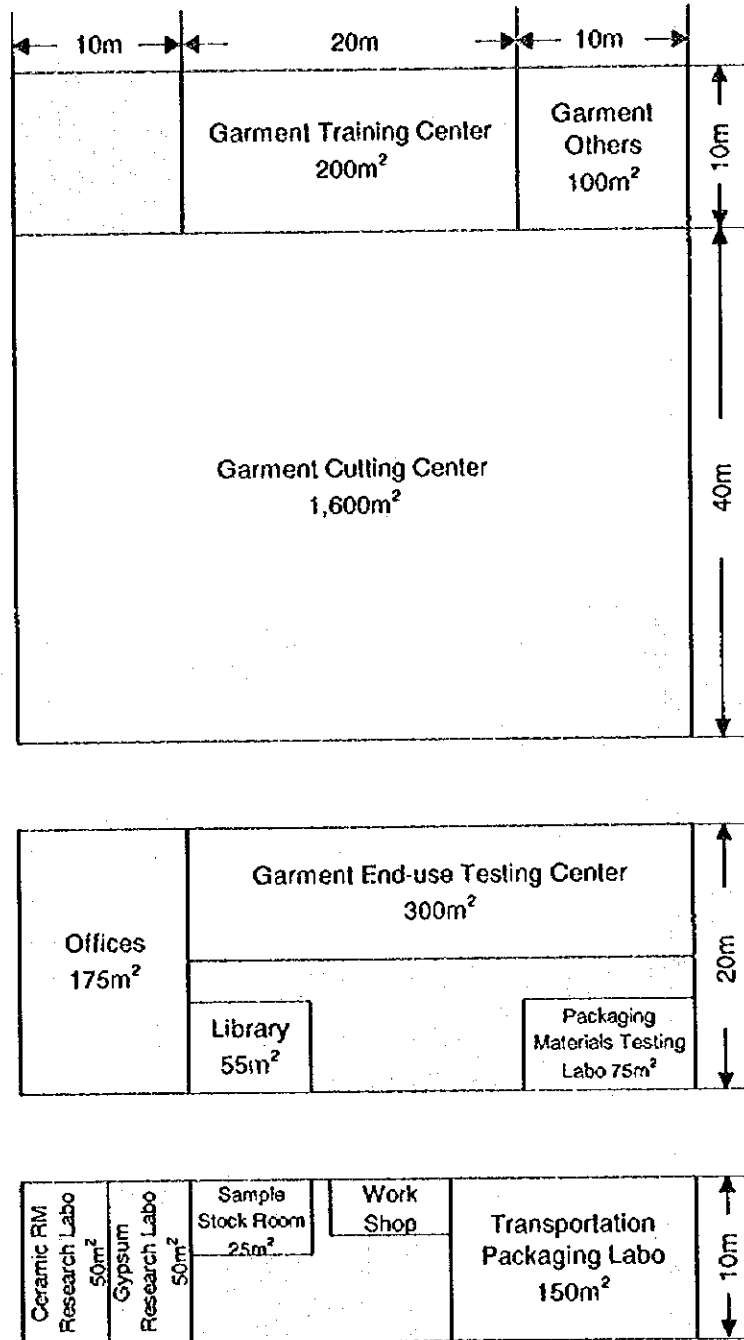 10m
20m
10m
Garment Training Center
200m²
Garment
Others
100m²
10m
Garment Cutting Center
1,600m²
40m
Offices
175m²
Garment End-use Testing Center
300m²
20m
Library
55m²
Packaging
Materials Testing
Labo 75m²
Ceramic RM
Research Labo
50m²
Gypsum
Research Labo
50m²
Sample
Stock Room
25m²
Work
Shop
Transportation
Packaging Labo
150m²
10m